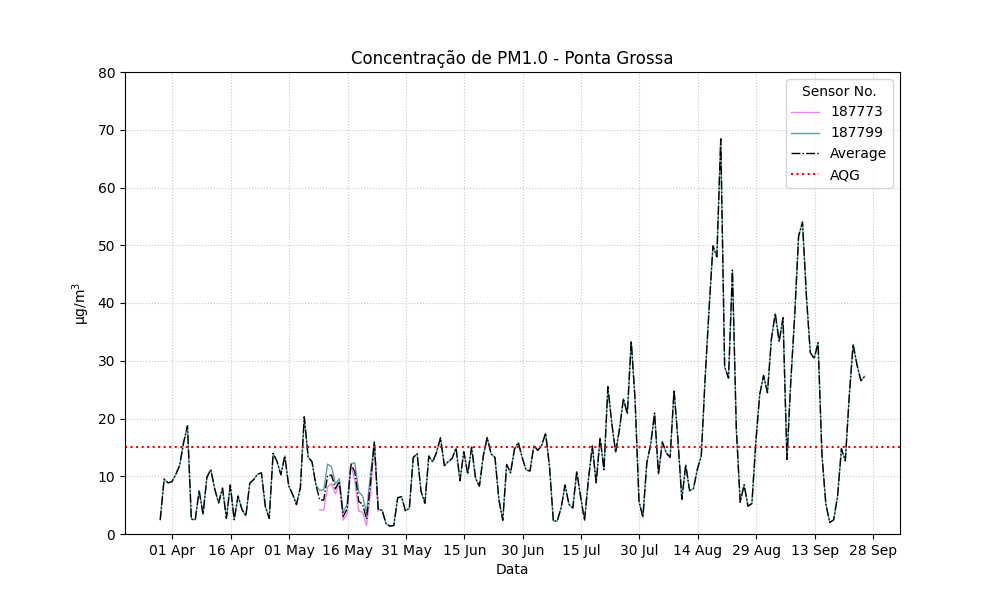 Concentração de PM1.0 - Ponta Grossa
80
70
60
50
40
30
20
10
0
µg/m³
Sensor No.
187773
187799
Average
AQG
01 Apr 16 Apr 01 May 16 May 31 May 15 Jun 30 Jun 15 Jul 30 Jul 14 Aug 29 Aug 13 Sep 28 Sep
Data